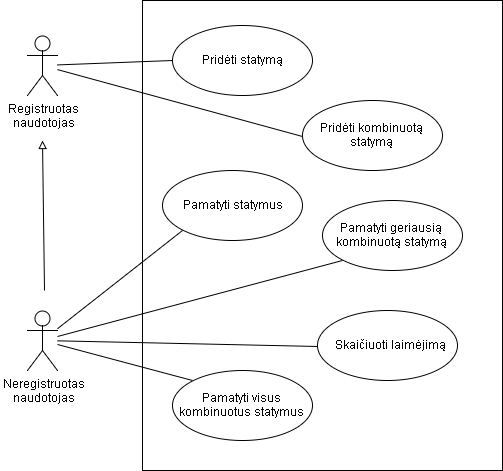 Pridėti statymą
Registruotas
naudotojas
Pridėti kombinuotą
statymą
Pamatyti statymus
Pamatyti geriausią
kombinuotą statymą
Skaičiuoti laimėjimą
Neregistruotas
naudotojas
Pamatyti visus
kombinuotus statymus